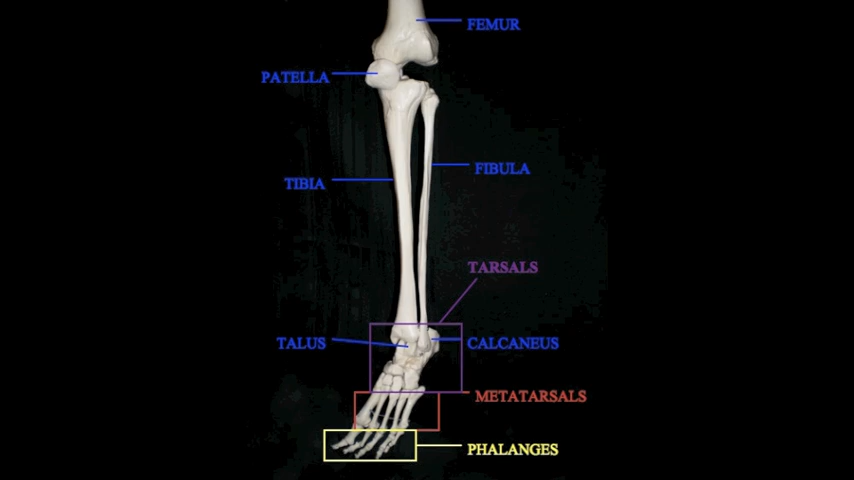 FEMUR
PATELLA
FIBULA
TIBIA
TARSALS
TALUS
CALCANEUS
METATARSALS
PHALANGES